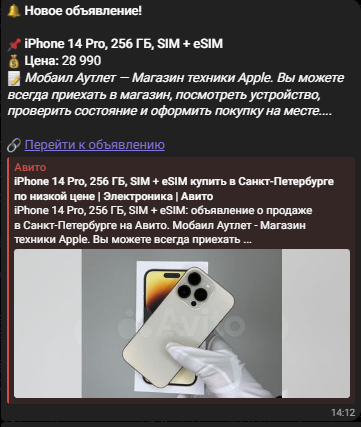 🔔 Новое объявление!
📌 iPhone 14 Pro, 256 ГБ, SIM + eSIM
💰 Цена: 28 990
📝 Мобаил Аутлет — Магазин техники Apple. Вы можете
всегда приехать в магазин, посмотреть устройство,
проверить состояние и оформить покупку на месте....
🔗 Перейти к объявлению
Авито
iPhone 14 Pro, 256 ГБ, SIM + eSIM купить в Санкт-Петербурге
по низкой цене | Электроника | Авито
iPhone 14 Pro, 256 ГБ, SIM + eSIM: объявление о продаже
в Санкт-Петербурге на Авито. Мобаил Аутлет - Магазин
техники Apple. Вы можете всегда приехать ...
Avito
14:12